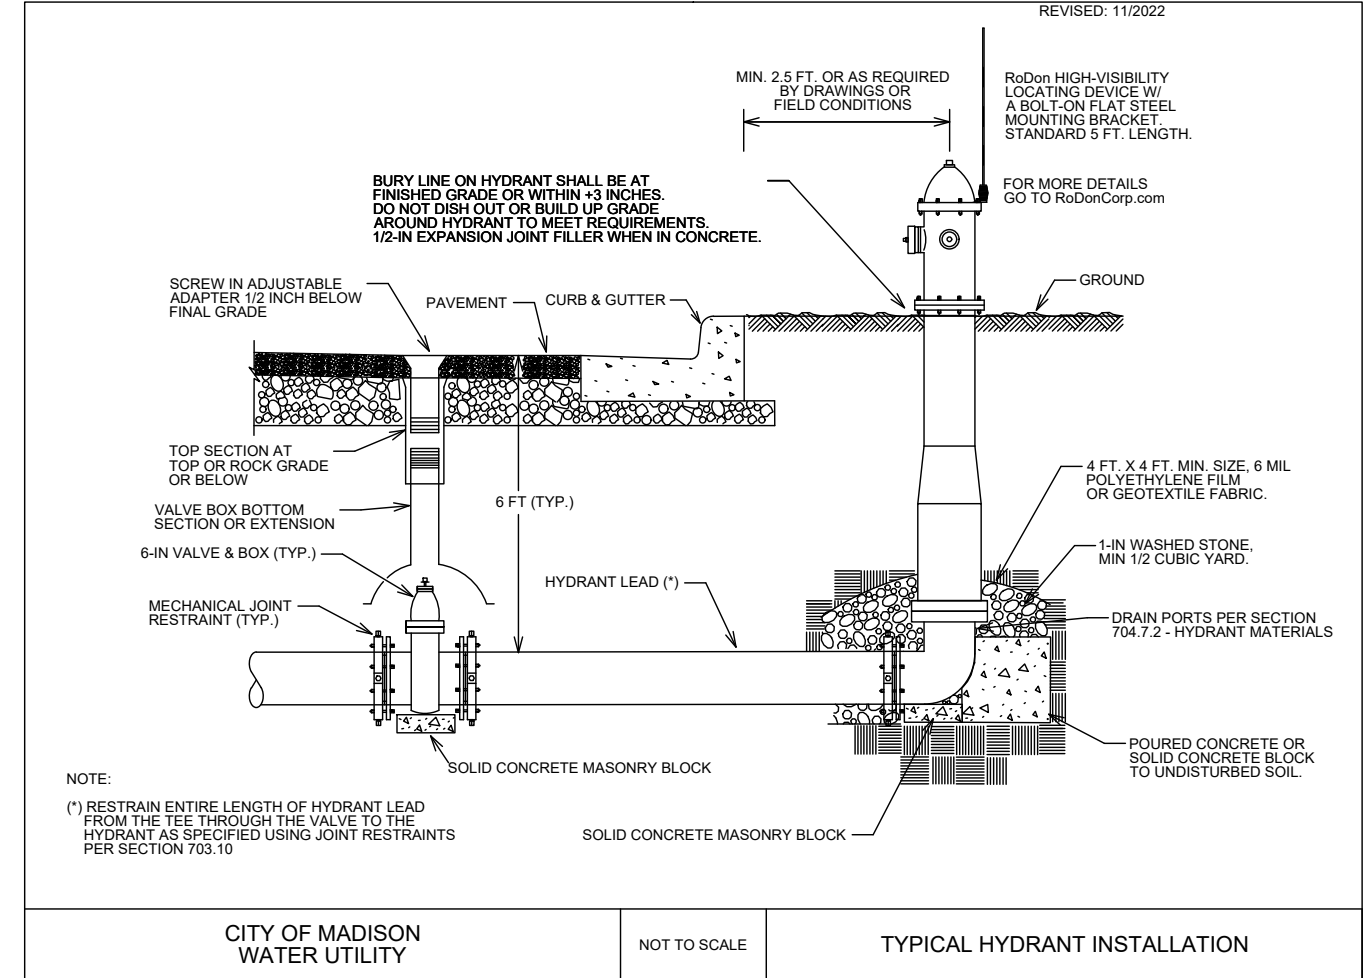 REVISED: 11/2022
MIN. 2.5 FT. OR AS REQUIRED
BY DRAWINGS OR
FIELD CONDITIONS
RoDon HIGH-VISIBILITY
LOCATING DEVICE W/
A BOLT-ON FLAT STEEL
MOUNTING BRACKET.
STANDARD 5 FT. LENGTH.
FOR MORE DETAILS
GO TO RoDonCorp.com
BURY LINE ON HYDRANT SHALL BE AT
FINISHED GRADE OR WITHIN +3 INCHES.
DO NOT DISH OUT OR BUILD UP GRADE
AROUND HYDRANT TO MEET REQUIREMENTS.
1/2-IN EXPANSION JOINT FILLER WHEN IN CONCRETE.
SCREW IN ADJUSTABLE
ADAPTER 1/2 INCH BELOW
FINAL GRADE
PAVEMENT
CURB & GUTTER
GROUND
TOP SECTION AT
TOP OR ROCK GRADE
OR BELOW
VALVE BOX BOTTOM
SECTION OR EXTENSION
6-IN VALVE & BOX (TYP.)
MECHANICAL JOINT
RESTRAINT (TYP.)
6 FT (TYP.)
HYDRANT LEAD (*)
4 FT. X 4 FT. MIN. SIZE, 6 MIL
POLYETHYLENE FILM
OR GEOTEXTILE FABRIC.
1-IN WASHED STONE,
MIN 1/2 CUBIC YARD.
DRAIN PORTS PER SECTION
704.7.2 - HYDRANT MATERIALS
POURED CONCRETE OR
SOLID CONCRETE BLOCK
TO UNDISTURBED SOIL.
SOLID CONCRETE MASONRY BLOCK
SOLID CONCRETE MASONRY BLOCK
NOTE:
(*) RESTRAIN ENTIRE LENGTH OF HYDRANT LEAD
FROM THE TEE THROUGH THE VALVE TO THE
HYDRANT AS SPECIFIED USING JOINT RESTRAINTS
PER SECTION 703.10
CITY OF MADISON
WATER UTILITY
NOT TO SCALE
TYPICAL HYDRANT INSTALLATION